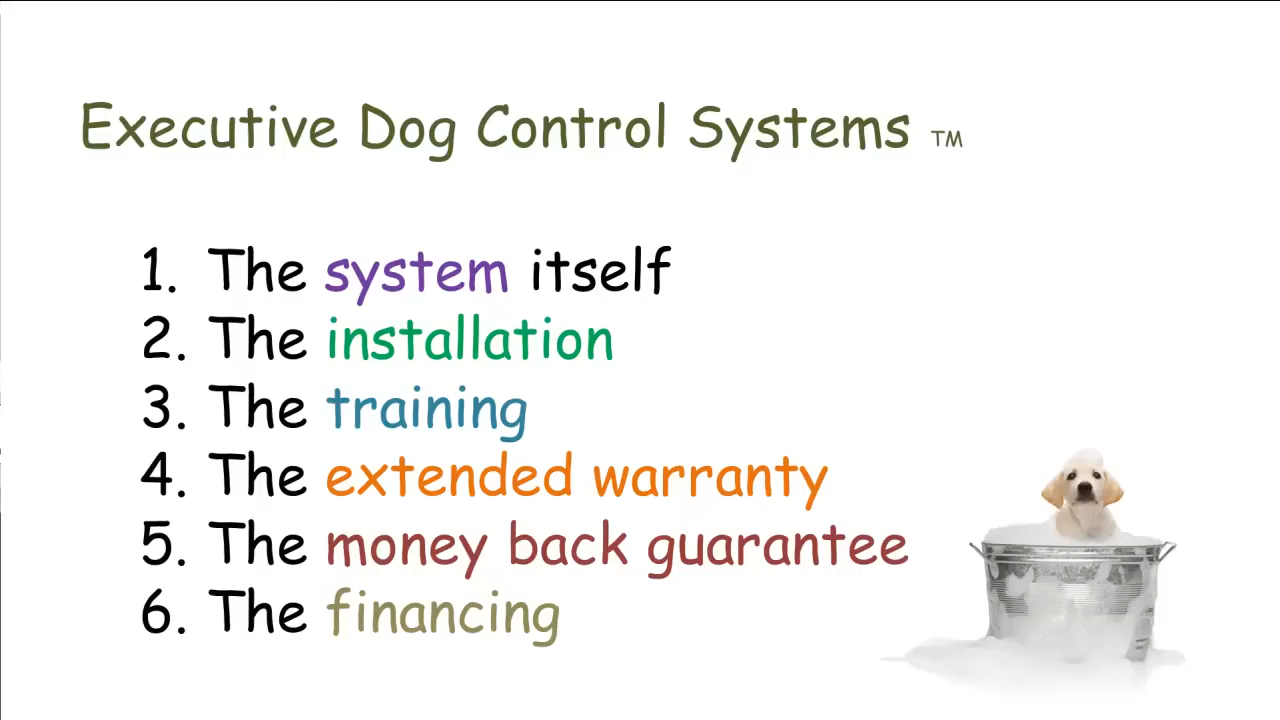 Executive Dog Control Systems TM
1. The system itself
2. The installation
3. The training
4. The extended warranty
5. The money back guarantee
6. The financing